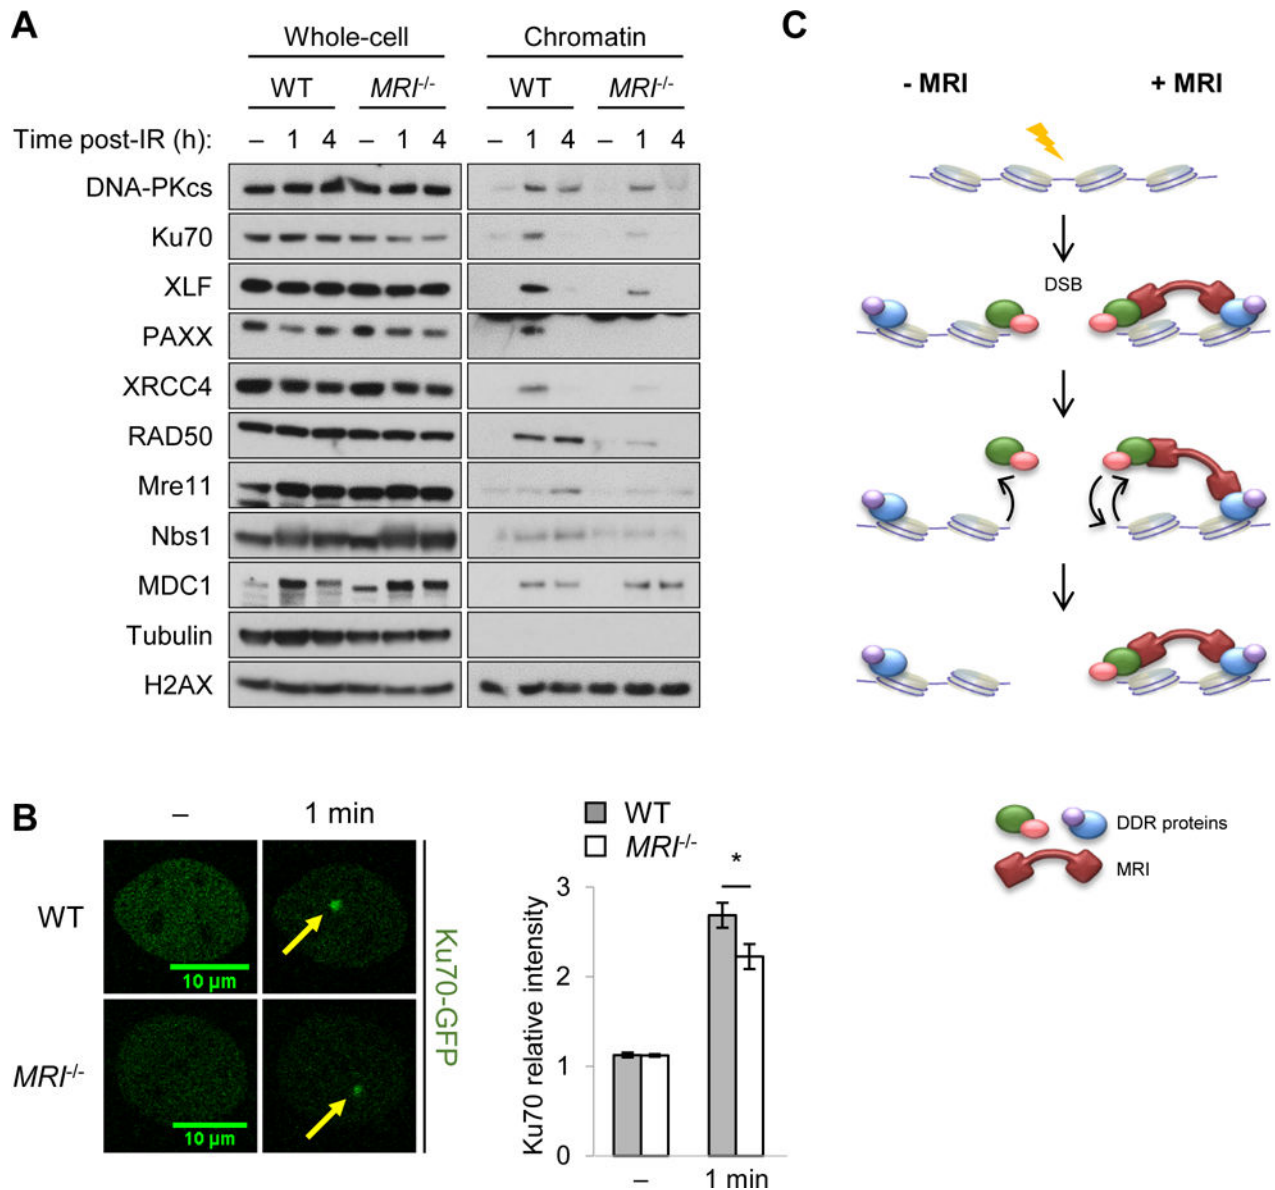 A
Whole-cell Chromatin
WT MRI-/- WT MRI-/-
Time post-IR (h): – 1 4 – 1 4 – 1 4 – 1 4
DNA-PKcs
Ku70
XLF
PAXX
XRCC4
RAD50
Mre11
Nbs1
MDC1
Tubulin
H2AX
B
– 1 min
WT
10 µm
MRI-/-
10 µm
Ku70-GFP
WT
MRI-/-
*
Ku70 relative intensity
3
2
1
0
– 1 min
C
- MRI + MRI
DSB
DDR proteins
MRI